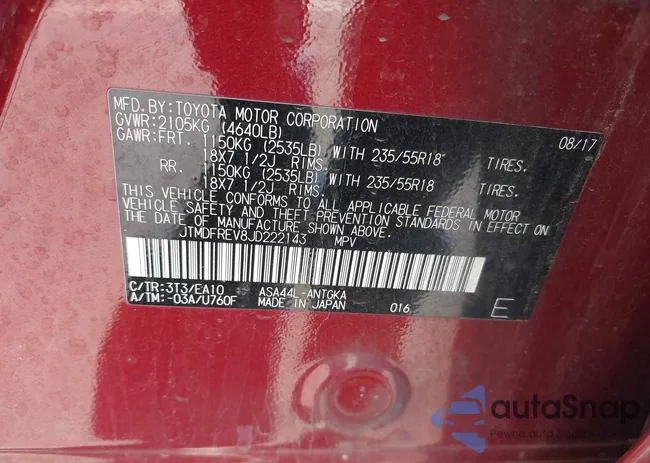 MFD.BY:TOYOTA MOTOR CORPORATION 08/17
GVWR:2105KG (4640LB)
GAWR:FRT. 1150KG (2535LB) WITH 235/55R18 TIRES.
18X7 1/2J RIMS.
RR. 1150KG (2535LB) WITH 235/55R18 TIRES.
18X7 1/2J RIMS.
THIS VEHICLE CONFORMS TO ALL APPLICABLE FEDERAL MOTOR
VEHICLE SAFETY AND THEFT PREVENTION STANDARDS IN EFFECT ON
THE DATE OF MANUFACTURE SHOWN ABOVE.
JTMDFREV8JD222143 MPV
C/TR:3T3/EA10 ASA44L-ANTGKA
A/TM:-03A/U760F MADE IN JAPAN 016 E
autaSnap
Pewne auto z